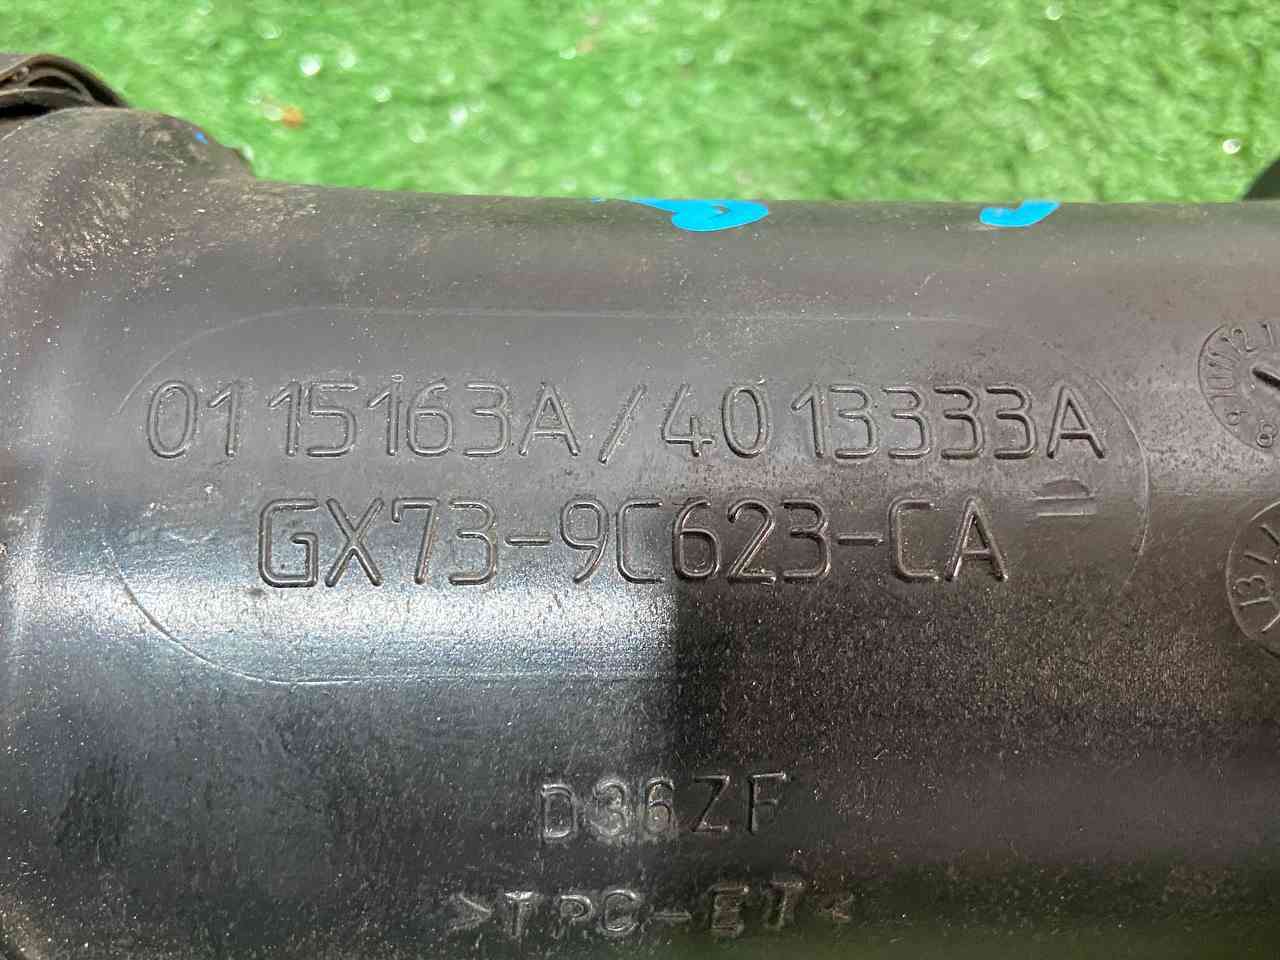 0115163A/4013333A
GX73-9C623-CA
D36ZF
>TPC-ET<